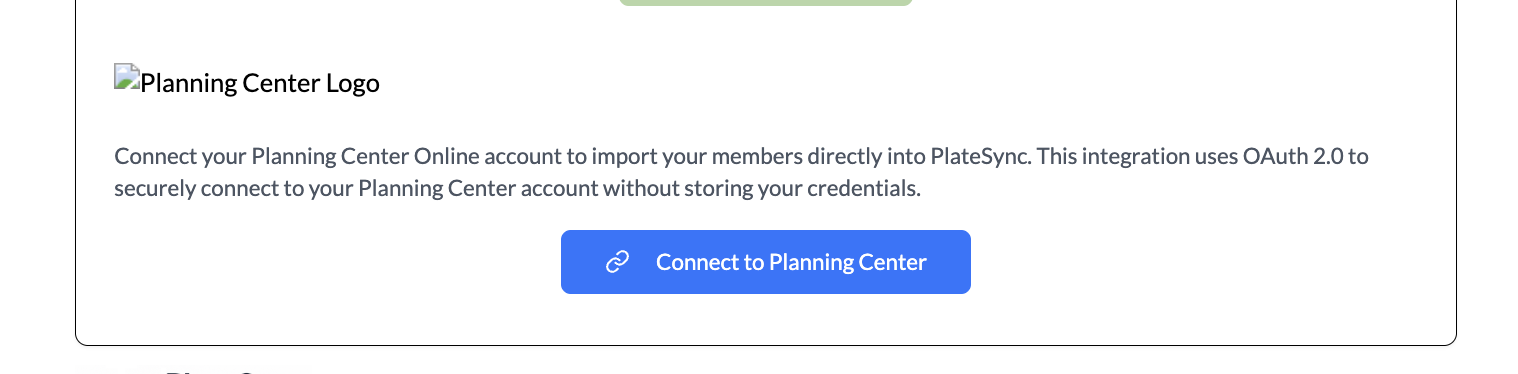 Planning Center Logo
Connect your Planning Center Online account to import your members directly into PlateSync. This integration uses OAuth 2.0 to
securely connect to your Planning Center account without storing your credentials.
Connect to Planning Center